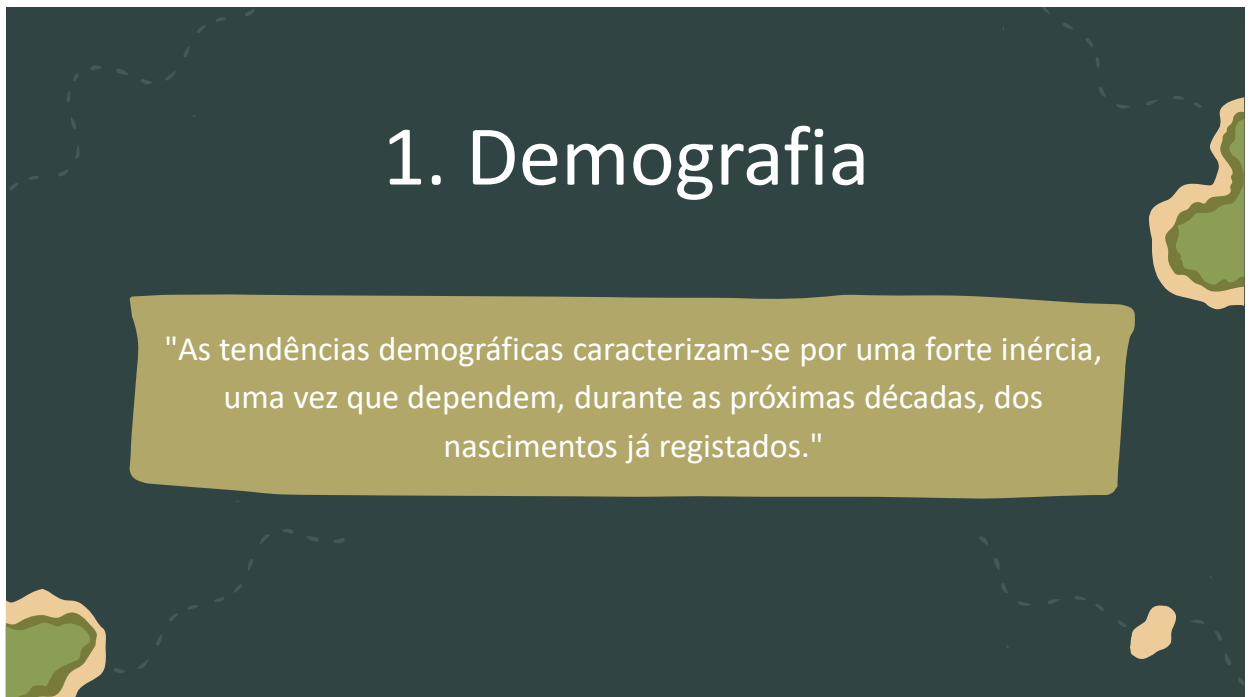 1. Demografia
"As tendências demográficas caracterizam-se por uma forte inércia,
uma vez que dependem, durante as próximas décadas, dos
nascimentos já registados."